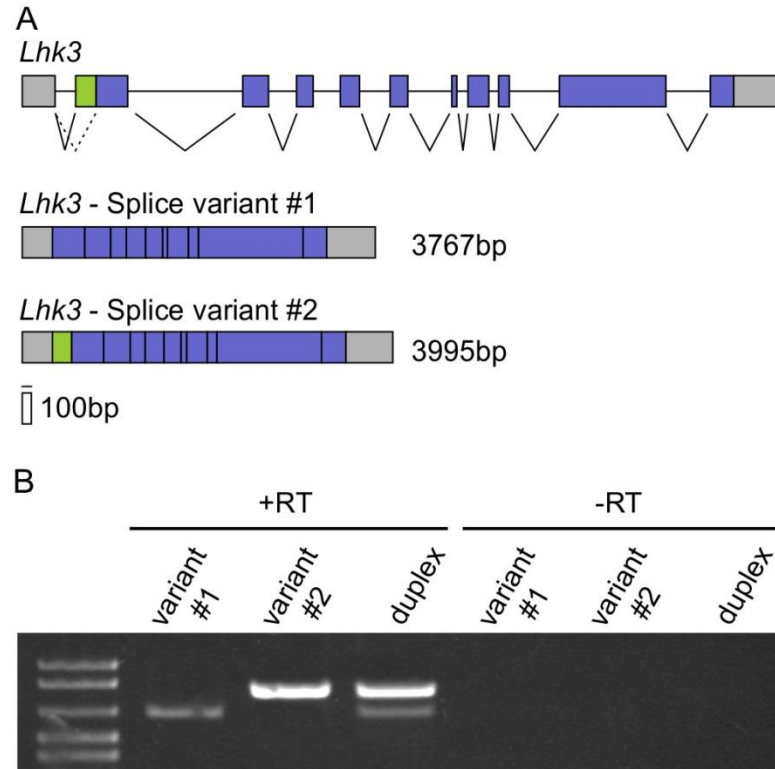 A
Lhk3
Lhk3 - Splice variant #1
3767bp
Lhk3 - Splice variant #2
3995bp
100bp
B
+RT
-RT
variant #1
variant #2
duplex
variant #1
variant #2
duplex